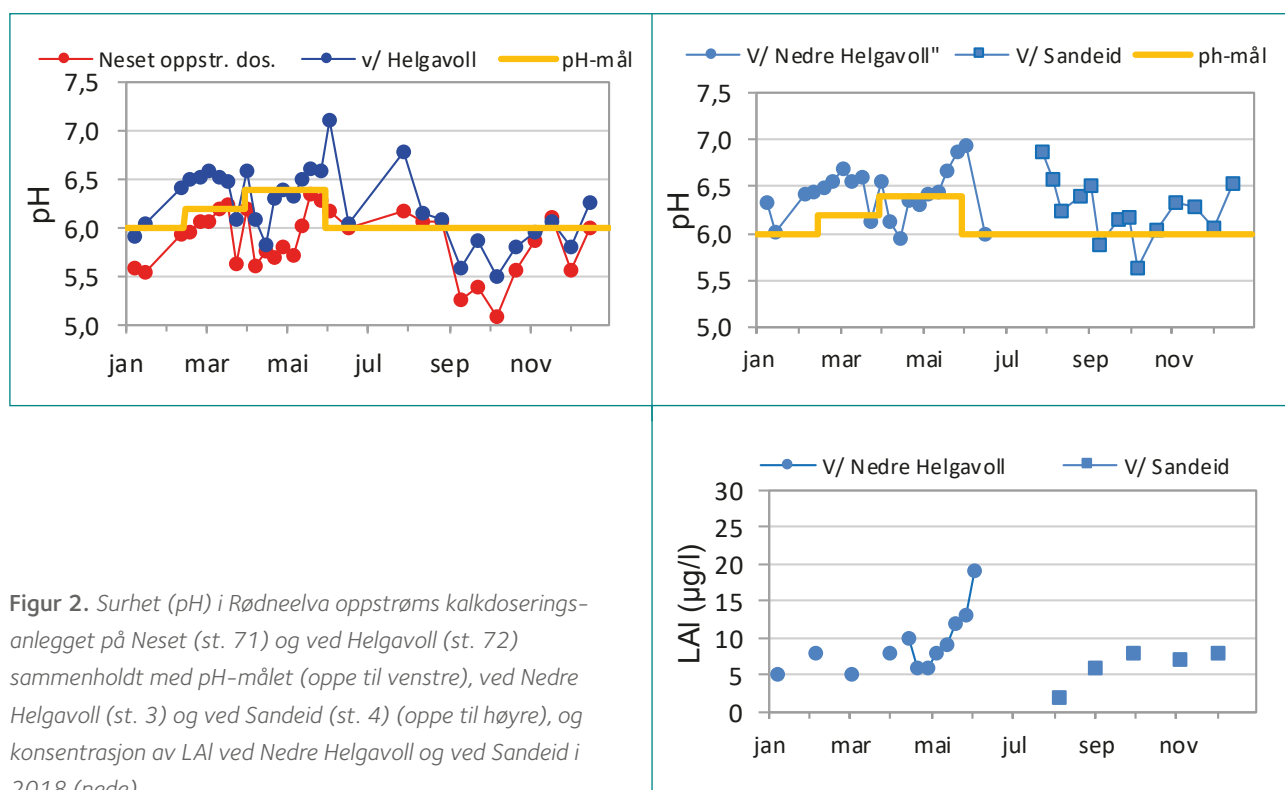 Neset oppstr. dos. v/ Helgavoll pH-mål
pH
7,5
7,0
6,5
6,0
5,5
5,0
jan mar mai jul sep nov
V/ Nedre Helgavoll" V/ Sandeid ph-mål
pH
7,5
7,0
6,5
6,0
5,5
5,0
jan mar mai jul sep nov
V/ Nedre Helgavoll V/ Sandeid
LAl (µg/l)
30
25
20
15
10
5
0
jan mar mai jul sep nov
Figur 2. Surhet (pH) i Rødneelva oppstrøms kalkdoserings-
anlegget på Neset (st. 71) og ved Helgavoll (st. 72)
sammenholdt med pH-målet (oppe til venstre), ved Nedre
Helgavoll (st. 3) og ved Sandeid (st. 4) (oppe til høyre), og
konsentrasjon av LAl ved Nedre Helgavoll og ved Sandeid i
2018 (nede)